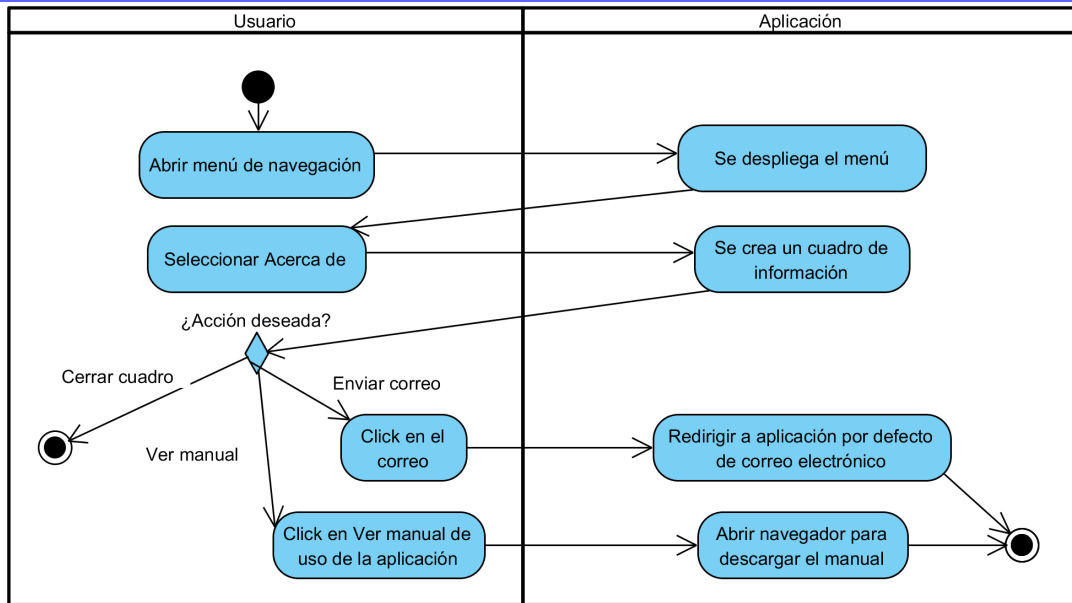 Usuario
Aplicación
Abrir menú de navegación
Se despliega el menú
Seleccionar Acerca de
Se crea un cuadro de
información
¿Acción deseada?
Cerrar cuadro
Enviar correo
Ver manual
Click en el
correo
Redirigir a aplicación por defecto
de correo electrónico
Click en Ver manual de
uso de la aplicación
Abrir navegador para
descargar el manual